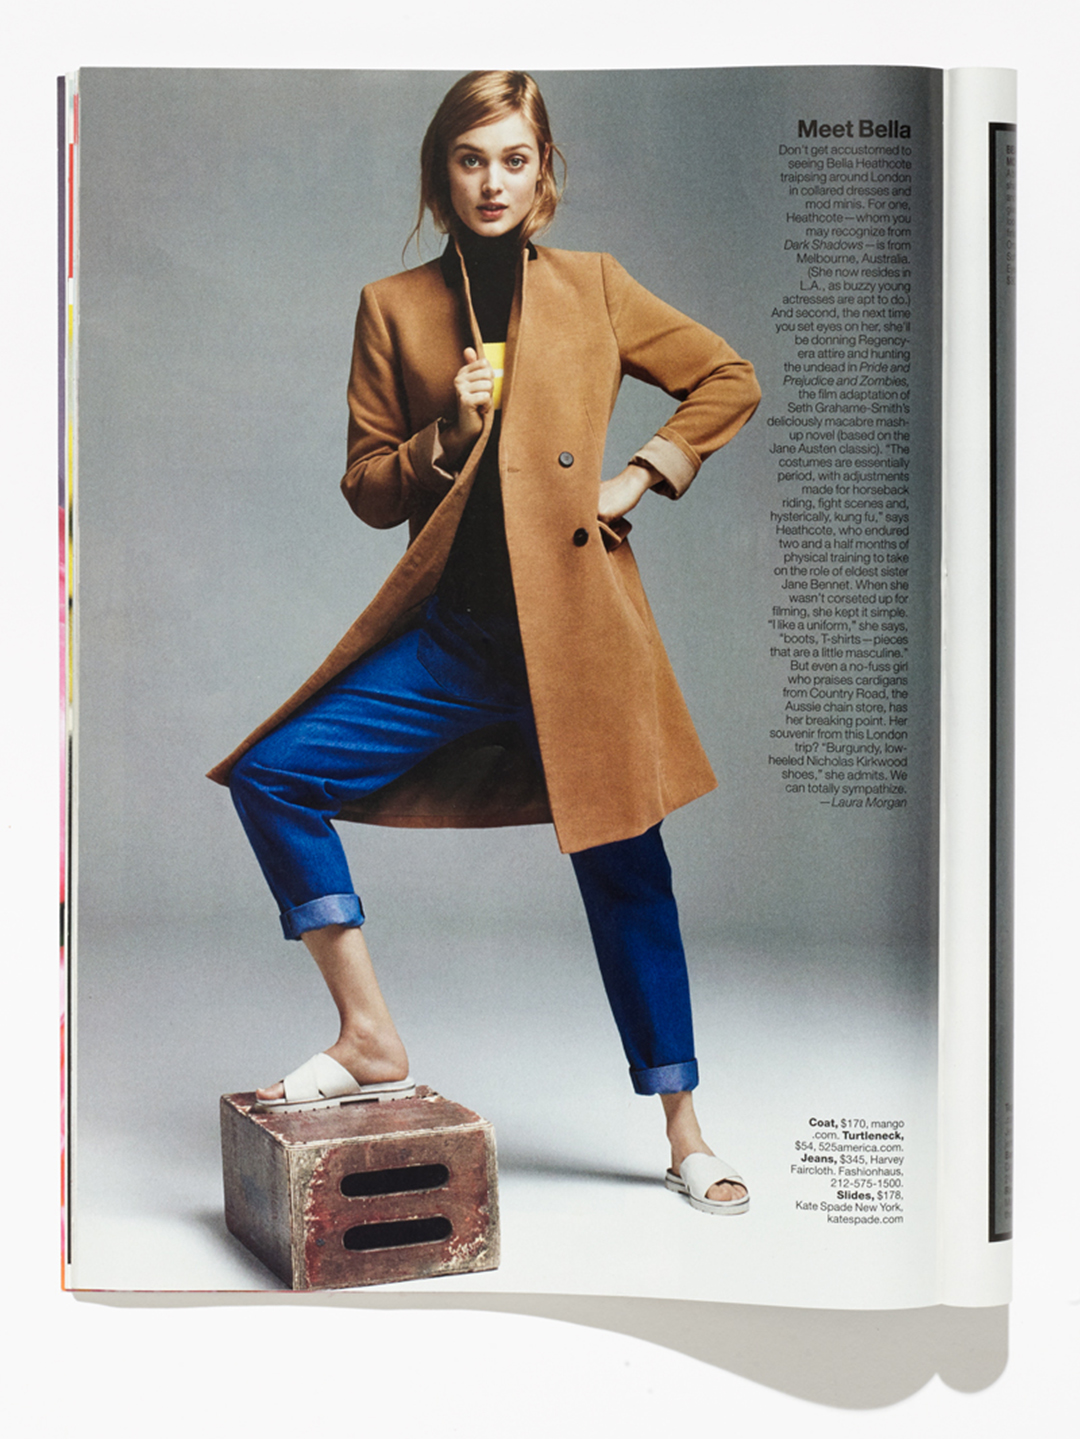 Meet Bella
Don't get accustomed to
seeing Bella Heathcote
traipsing around London
in collared dresses and
mod minis. For one,
Heathcote—whom you
may recognize from
Dark Shadows—is from
Melbourne, Australia.
(She now resides in
L.A., as buzzy young
actresses are apt to do.)
And second, the next time
you set eyes on her, she'll
be donning Regency-
era attire and hunting
the undead in Pride and
Prejudice and Zombies,
the film adaptation of
Seth Grahame-Smith's
deliciously macabre mash-
up novel (based on the
Jane Austen classic). "The
costumes are essentially
period, with adjustments
made for horseback
riding, fight scenes and,
hysterically, kung fu," says
Heathcote, who endured
two and a half months of
physical training to take
on the role of eldest sister
Jane Bennet. When she
wasn't corseted up for
filming, she kept it simple.
"I like a uniform," she says,
"boots, T-shirts—pieces
that are a little masculine."
But even a no-fuss girl
who praises cardigans
from Country Road, the
Aussie chain store, has
her breaking point. Her
souvenir from this London
trip? "Burgundy, low-
heeled Nicholas Kirkwood
shoes," she admits. We
can totally sympathize.
—Laura Morgan
Coat, $170, mango
.com. Turtleneck,
$54, 525america.com.
Jeans, $345, Harvey
Faircloth. Fashionhaus,
212-575-1500.
Slides, $178,
Kate Spade New York,
katespade.com